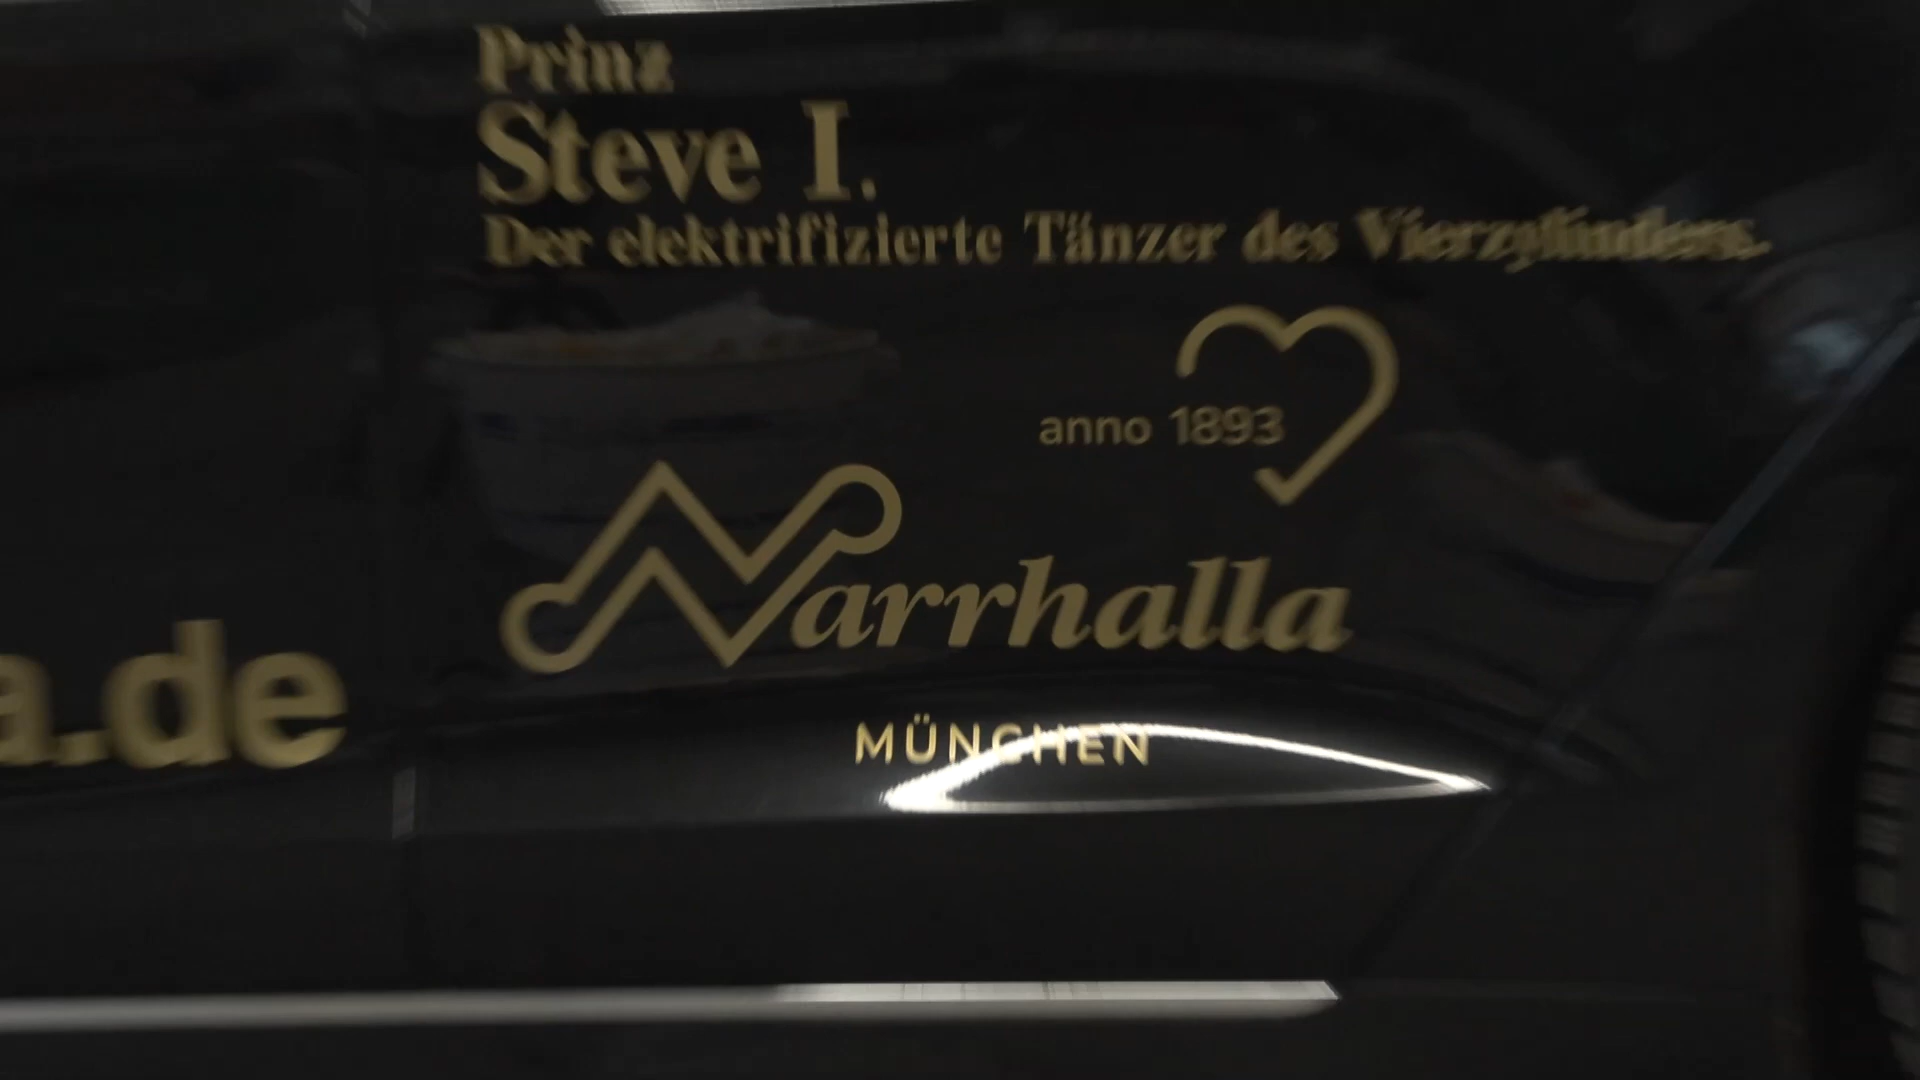 Prinz
Steve I.
Der elektrifizierte Tänzer des Vierzylinders.
anno 1893
Narrhalla
a.de
MÜNCHEN